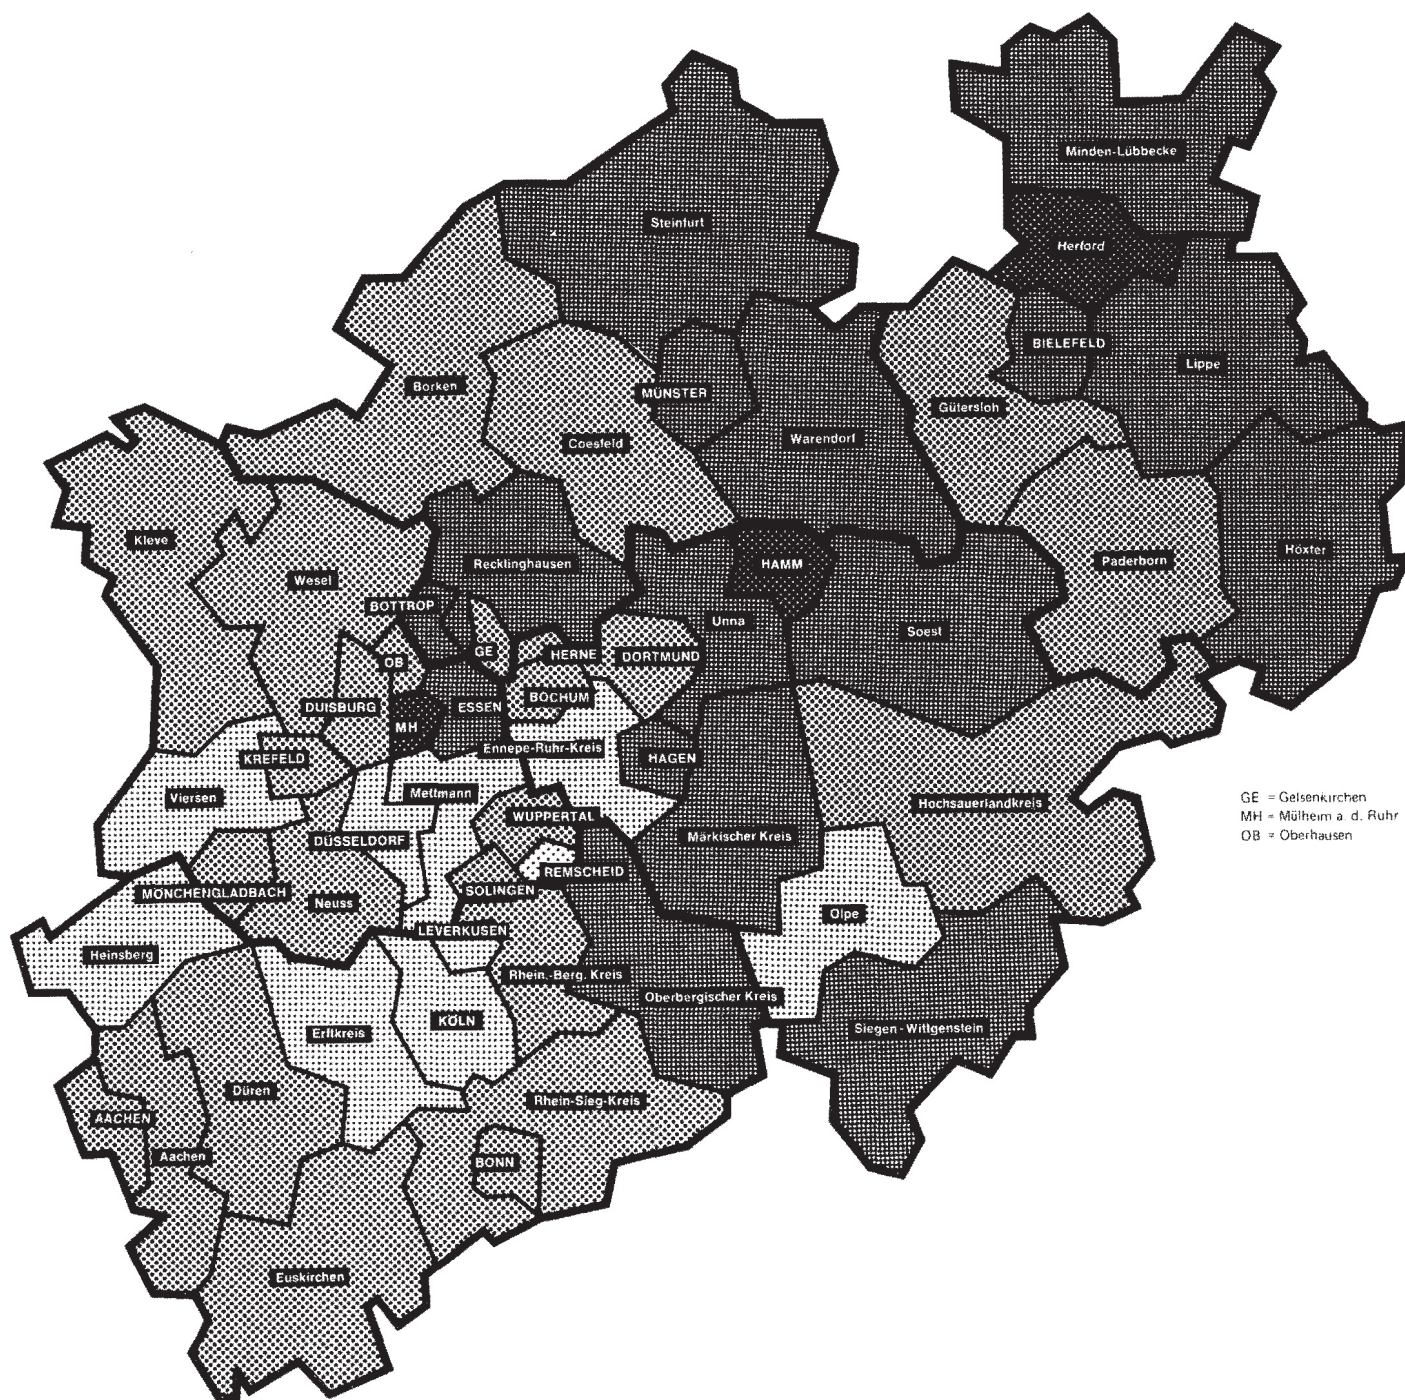 Minden-Lübbecke
Steinfurt
Herford
BIELEFELD
Lippe
Borken
MÜNSTER
Gütersloh
Coesfeld
Warendorf
Kleve
Höxter
Paderborn
Recklinghausen
HAMM
Wesel
BOTTROP
Unna
Soest
GE
HERNE
DORTMUND
OB
BOCHUM
DUISBURG
ESSEN
MH
Ennepe-Ruhr-Kreis
KREFELD
HAGEN
Viersen
Mettmann
Hochsauerlandkreis
GE = Gelsenkirchen
MH = Mülheim a. d. Ruhr
OB = Oberhausen
WUPPERTAL
Märkischer Kreis
DÜSSELDORF
REMSCHEID
SOLINGEN
MÖNCHENGLADBACH
Neuss
Olpe
LEVERKUSEN
Heinsberg
Rhein.-Berg. Kreis
Oberbergischer Kreis
KÖLN
Siegen-Wittgenstein
Erftkreis
Düren
Rhein-Sieg-Kreis
AACHEN
Aachen
BONN
Euskirchen